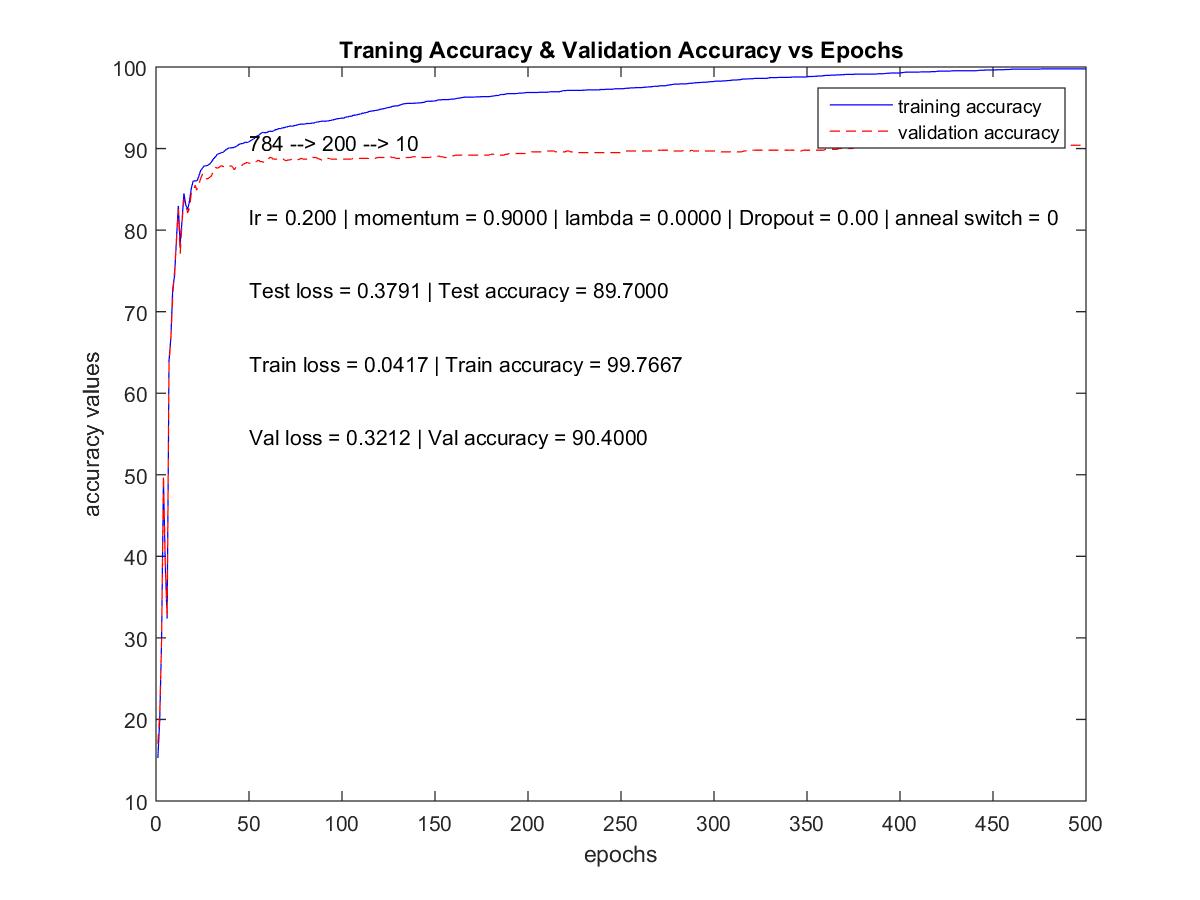 Traning Accuracy & Validation Accuracy vs Epochs
100
90
80
70
60
50
40
30
20
10
accuracy values
training accuracy
validation accuracy
784 --> 200 --> 10
lr = 0.200 | momentum = 0.9000 | lambda = 0.0000 | Dropout = 0.00 | anneal switch = 0
Test loss = 0.3791 | Test accuracy = 89.7000
Train loss = 0.0417 | Train accuracy = 99.7667
Val loss = 0.3212 | Val accuracy = 90.4000
0 50 100 150 200 250 300 350 400 450 500
epochs